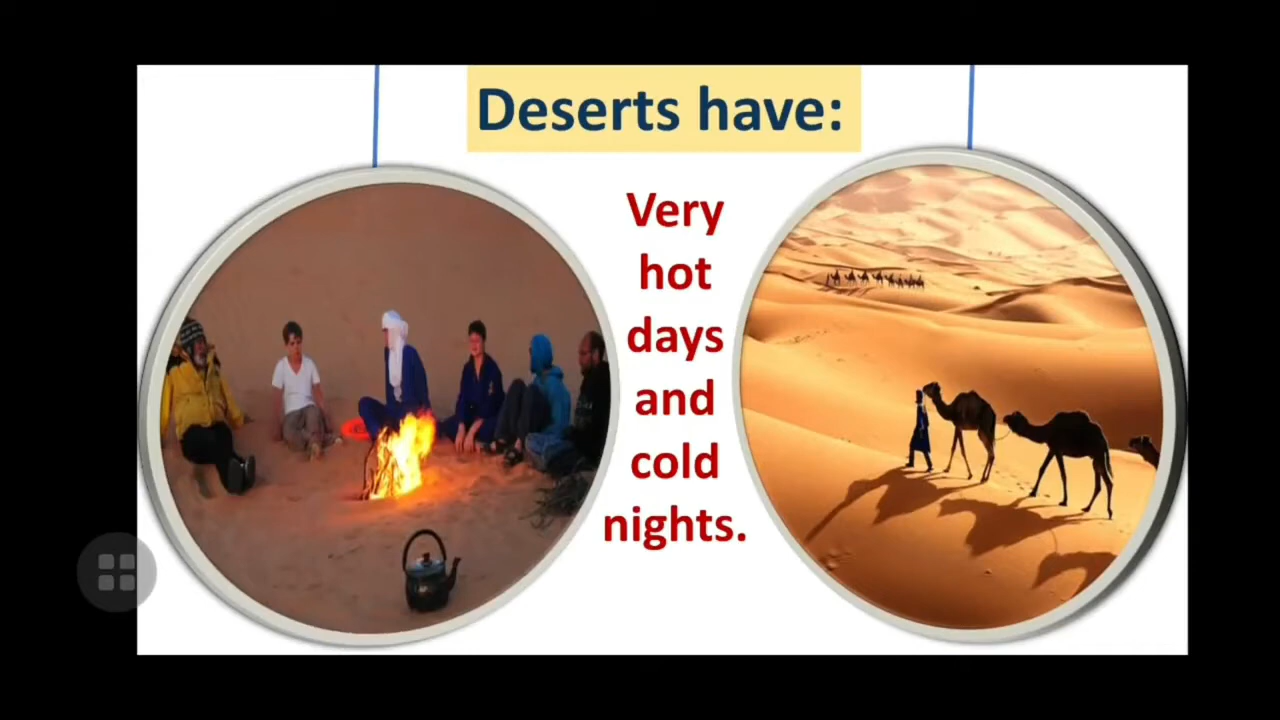 Deserts have:
Very
hot
days
and
cold
nights.